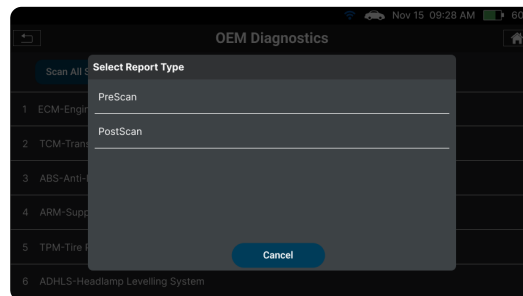 Nov 15 09:28 AM 60
OEM Diagnostics
Scan All S
Select Report Type
PreScan
PostScan
Cancel
1 ECM-Engin
2 TCM-Trans
3 ABS-Anti-
4 ARM-Supp
5 TPM-Tire
6 ADHLS-Headlamp Levelling System